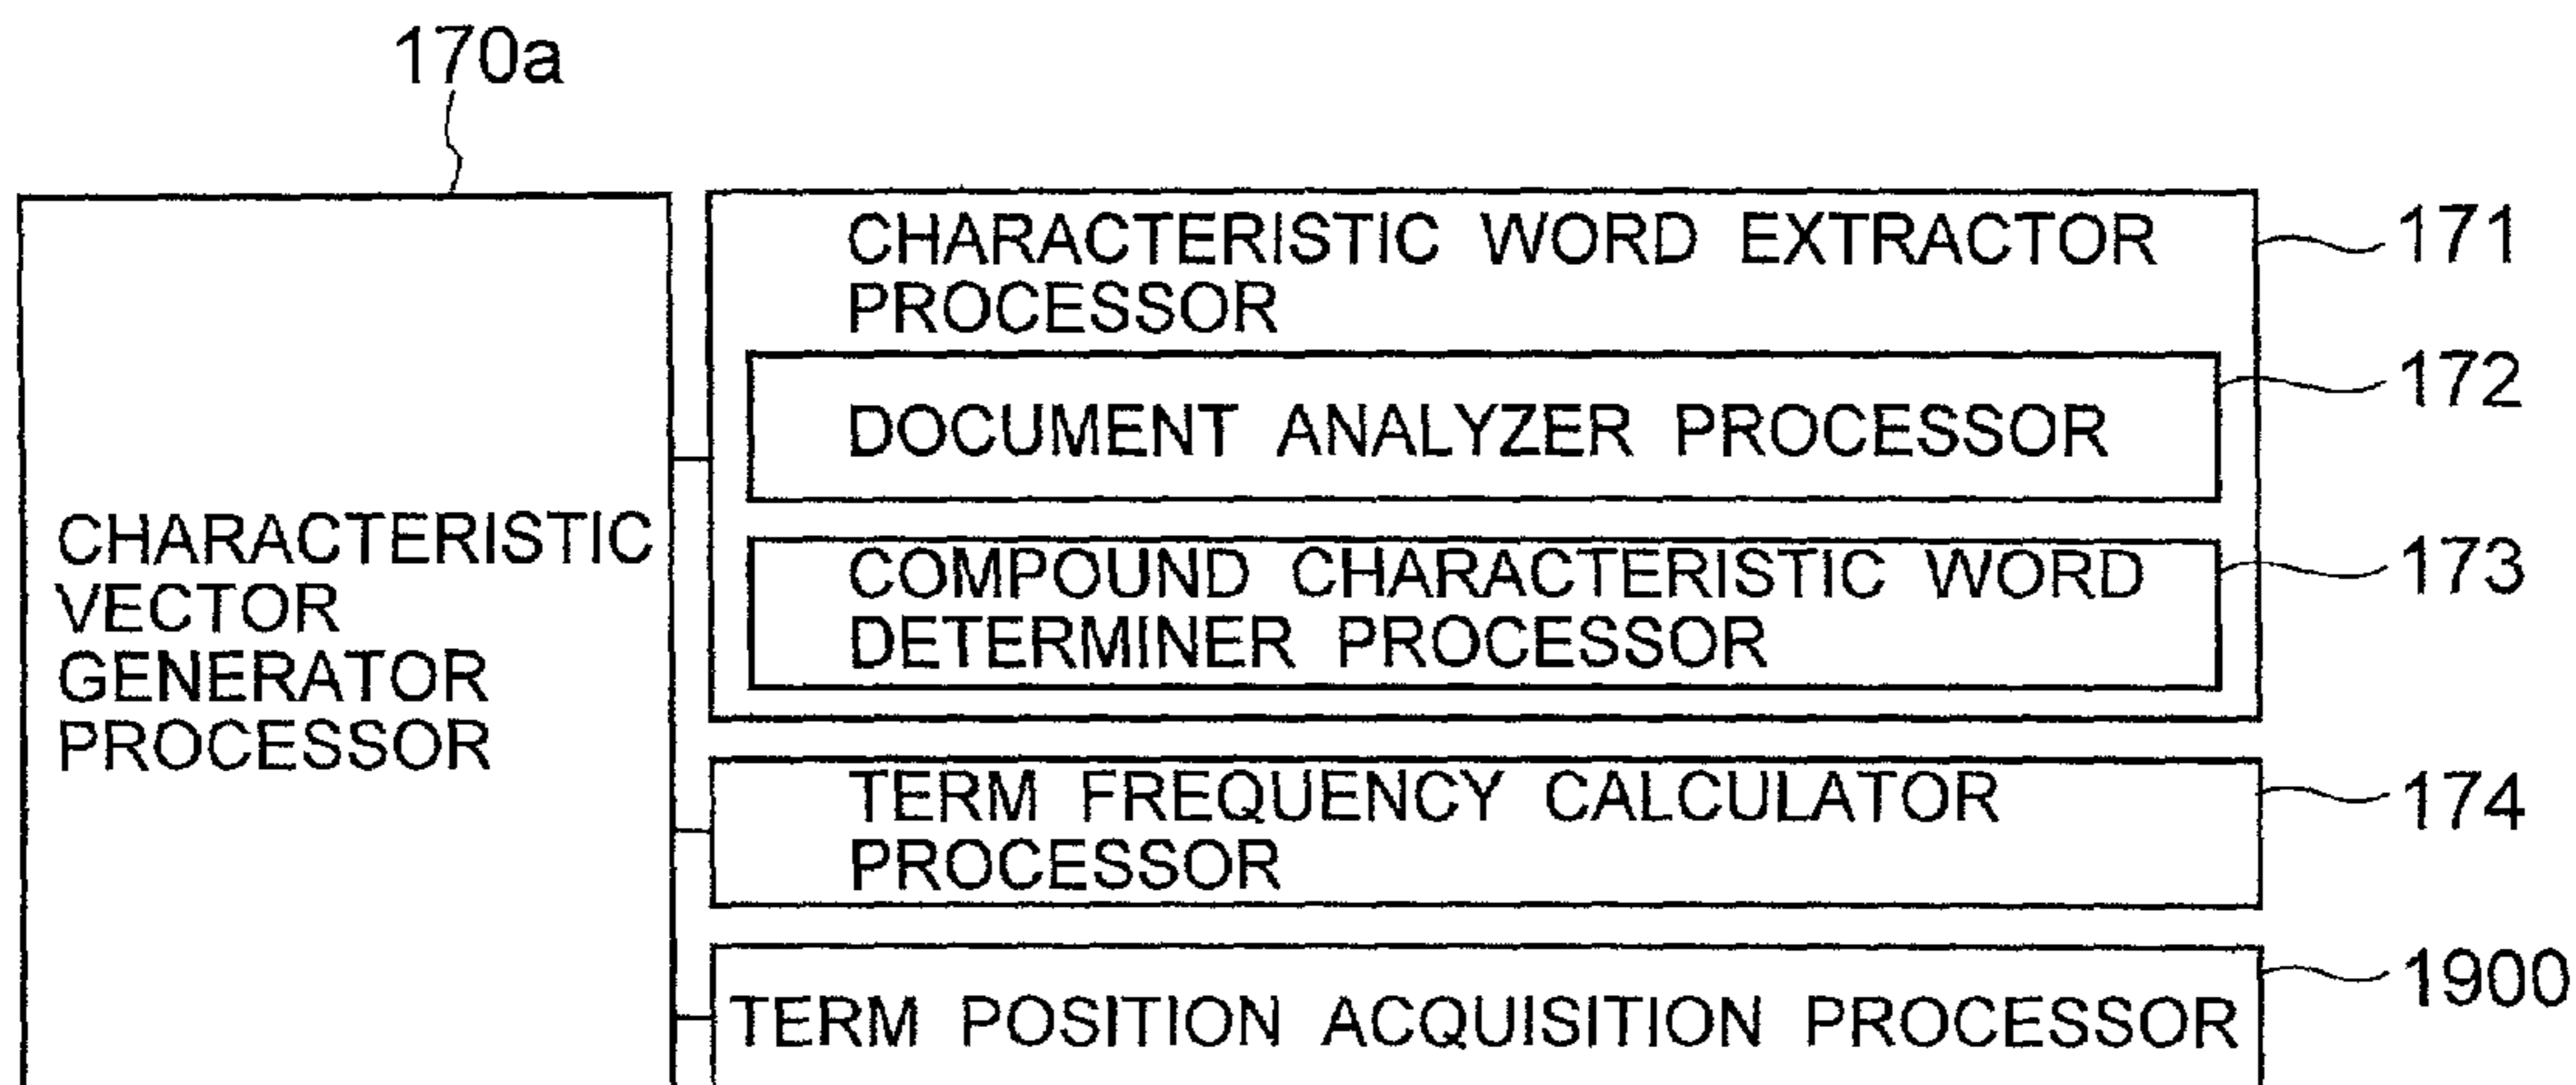 170a
CHARACTERISTIC
VECTOR
GENERATOR
PROCESSOR
CHARACTERISTIC WORD EXTRACTOR
PROCESSOR
171
DOCUMENT ANALYZER PROCESSOR
172
COMPOUND CHARACTERISTIC WORD
DETERMINER PROCESSOR
173
TERM FREQUENCY CALCULATOR
PROCESSOR
174
TERM POSITION ACQUISITION PROCESSOR
1900